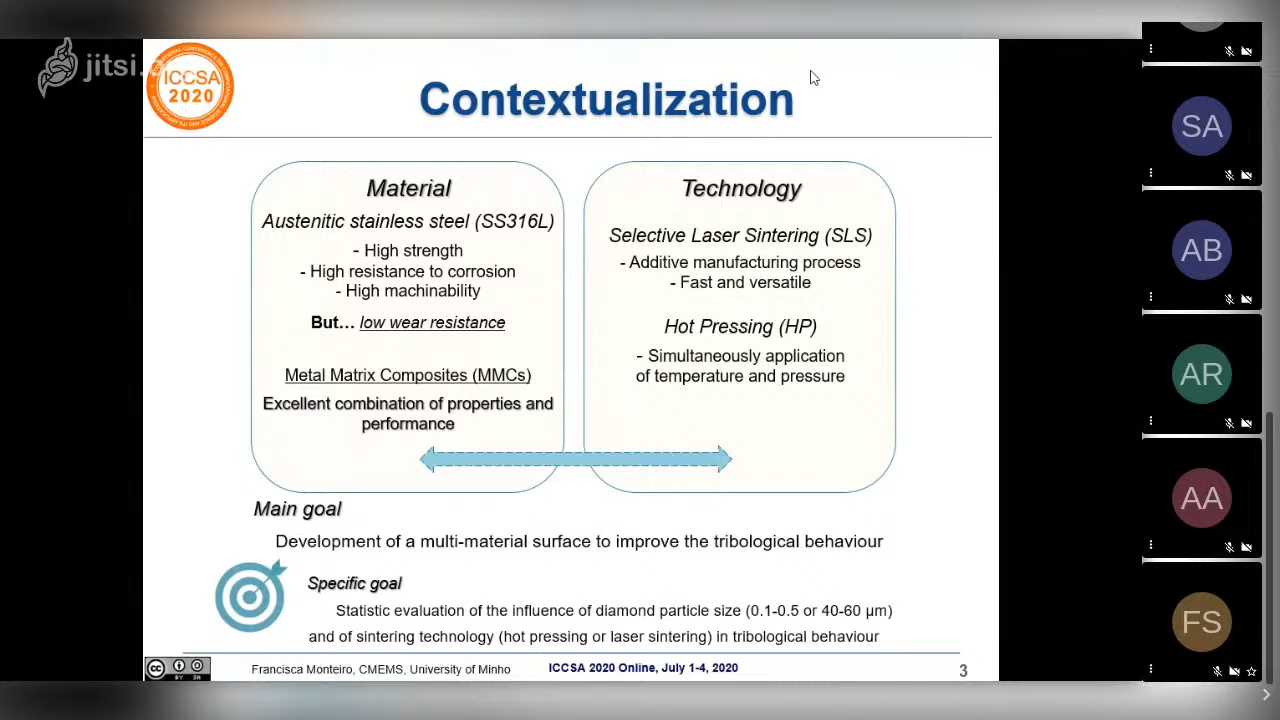 jitsi.
ICCSA
2020
Contextualization
Material
Austenitic stainless steel (SS316L)
- High strength
- High resistance to corrosion
- High machinability
But... low wear resistance
Metal Matrix Composites (MMCs)
Excellent combination of properties and
performance
Technology
Selective Laser Sintering (SLS)
- Additive manufacturing process
- Fast and versatile
Hot Pressing (HP)
- Simultaneously application
of temperature and pressure
Main goal
Development of a multi-material surface to improve the tribological behaviour
Specific goal
Statistic evaluation of the influence of diamond particle size (0.1-0.5 or 40-60 µm)
and of sintering technology (hot pressing or laser sintering) in tribological behaviour
cc
BY SA
Francisca Monteiro, CMEMS, University of Minho
ICCSA 2020 Online, July 1-4, 2020
3
SA
AB
AR
AA
FS